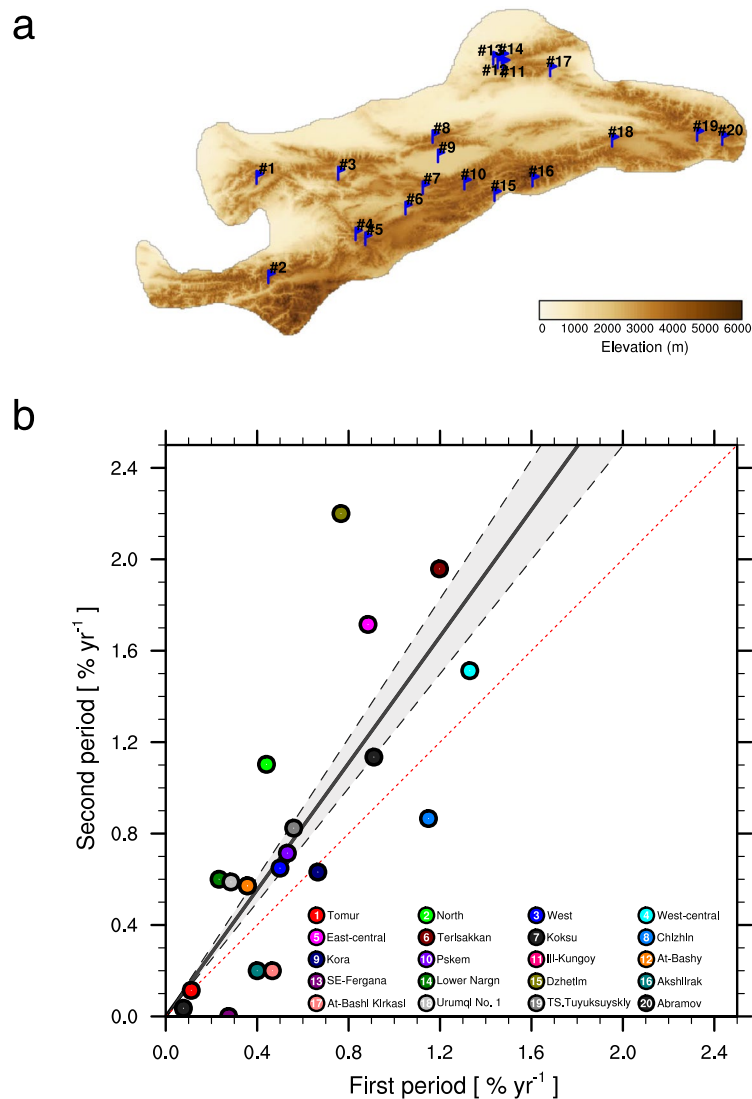 a
#13 #14
#12 #11
#17
#8
#18
#19 #20
#9
#1
#3
#7
#10
#16
#15
#6
#4
#5
#2
0 1000 2000 3000 4000 5000 6000
Elevation (m)
b
2.4
2.0
1.6
1.2
0.8
0.4
0.0
Second period [ % yr-1 ]
1 Tomur 2 North 3 West 4 West-central
5 East-central 6 TerIsakkan 7 Koksu 8 ChIzhIn
9 Kora 10 Pskem 11 IlI-Kungoy 12 At-Bashy
13 SE-Fergana 14 Lower Nargn 15 DzhetIm 16 AkshIIrak
17 At-BashI KIrkasI 18 UrumqI No. 1 19 TS.Tuyuksuyskly 20 Abramov
0.0 0.4 0.8 1.2 1.6 2.0 2.4
First period [ % yr-1 ]